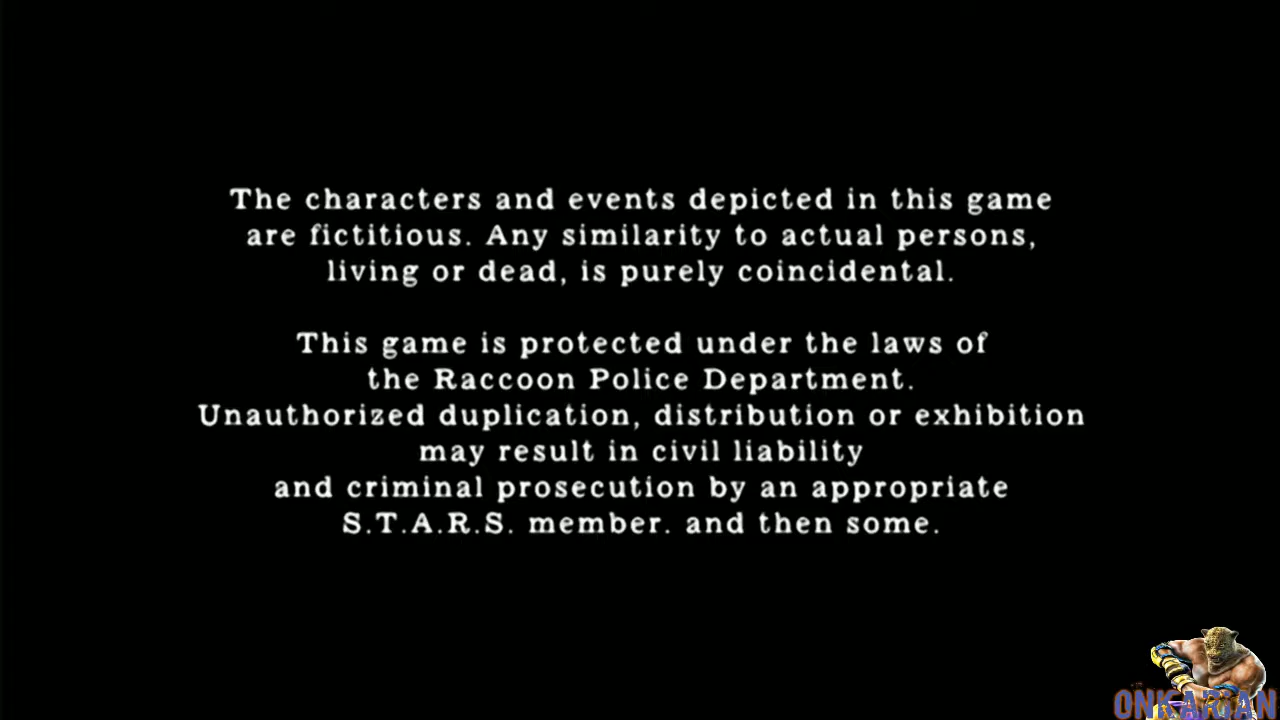 The characters and events depicted in this game
are fictitious. Any similarity to actual persons,
living or dead, is purely coincidental.
This game is protected under the laws of
the Raccoon Police Department.
Unauthorized duplication, distribution or exhibition
may result in civil liability
and criminal prosecution by an appropriate
S.T.A.R.S. member. and then some.
ONKARIAN